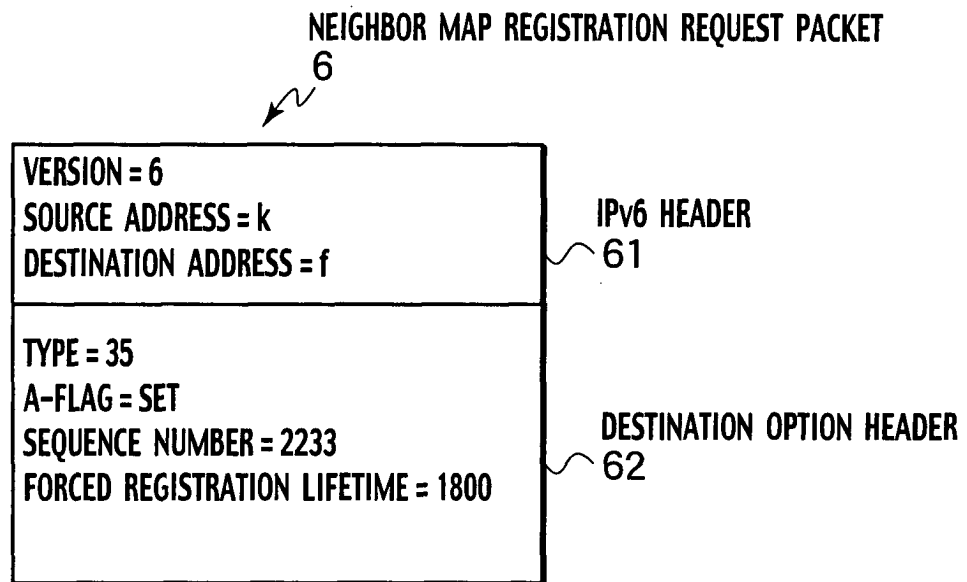 NEIGHBOR MAP REGISTRATION REQUEST PACKET
6
VERSION = 6
SOURCE ADDRESS = k
DESTINATION ADDRESS = f
IPv6 HEADER
61
TYPE = 35
A-FLAG = SET
SEQUENCE NUMBER = 2233
FORCED REGISTRATION LIFETIME = 1800
DESTINATION OPTION HEADER
62